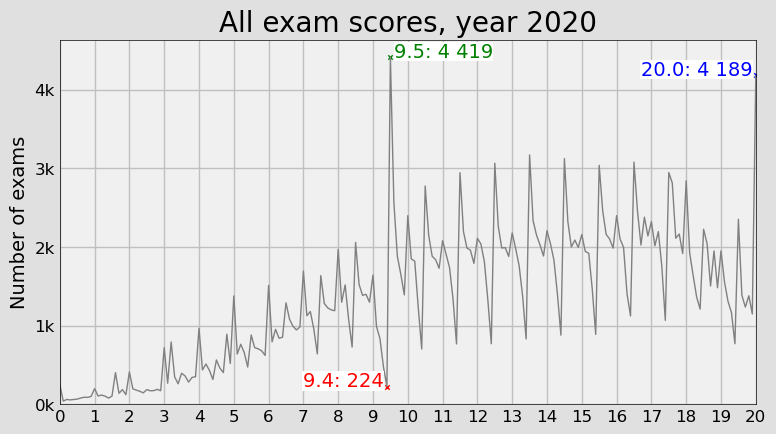 All exam scores, year 2020
Number of exams
4k
3k
2k
1k
0k
9.5: 4 419
20.0: 4 189
9.4: 224
0 1 2 3 4 5 6 7 8 9 10 11 12 13 14 15 16 17 18 19 20